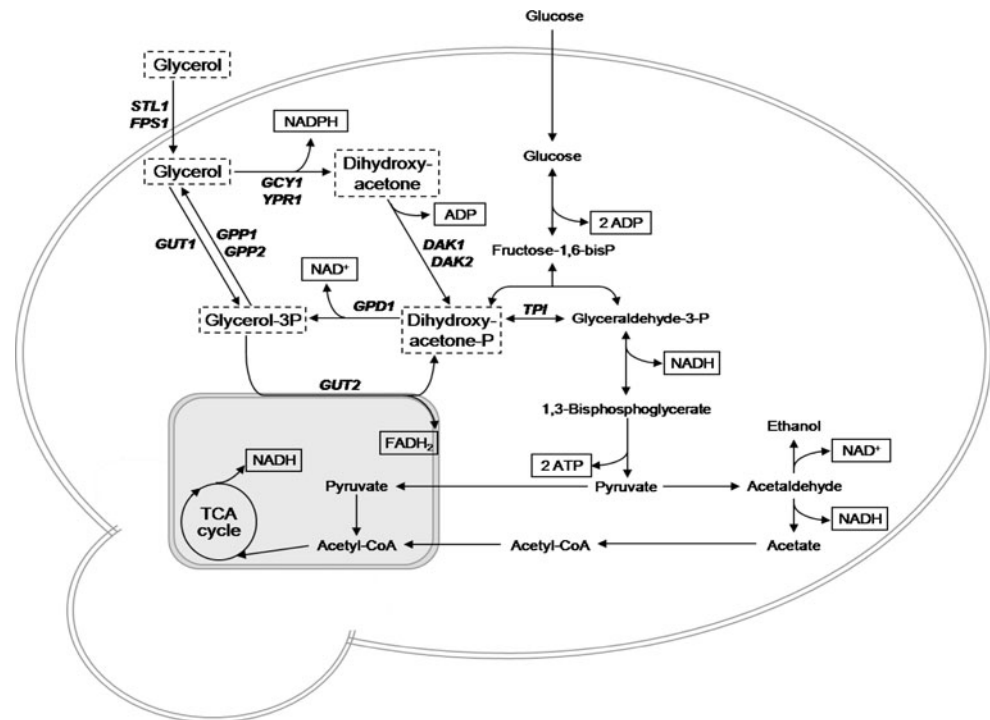 Glucose
Glycerol
STL1
FPS1
NADPH
Glycerol
GCY1
YPR1
Dihydroxy-
acetone
Glucose
ADP
2 ADP
GUT1
GPP1
GPP2
DAK1
DAK2
Fructose-1,6-bisP
NAD⁺
Glycerol-3P
GPD1
Dihydroxy-
acetone-P
TPI
Glyceraldehyde-3-P
NADH
GUT2
1,3-Bisphosphoglycerate
FADH₂
Ethanol
NAD⁺
NADH
2 ATP
Pyruvate
Pyruvate
Acetaldehyde
TCA
cycle
NADH
Acetyl-CoA
Acetyl-CoA
Acetate